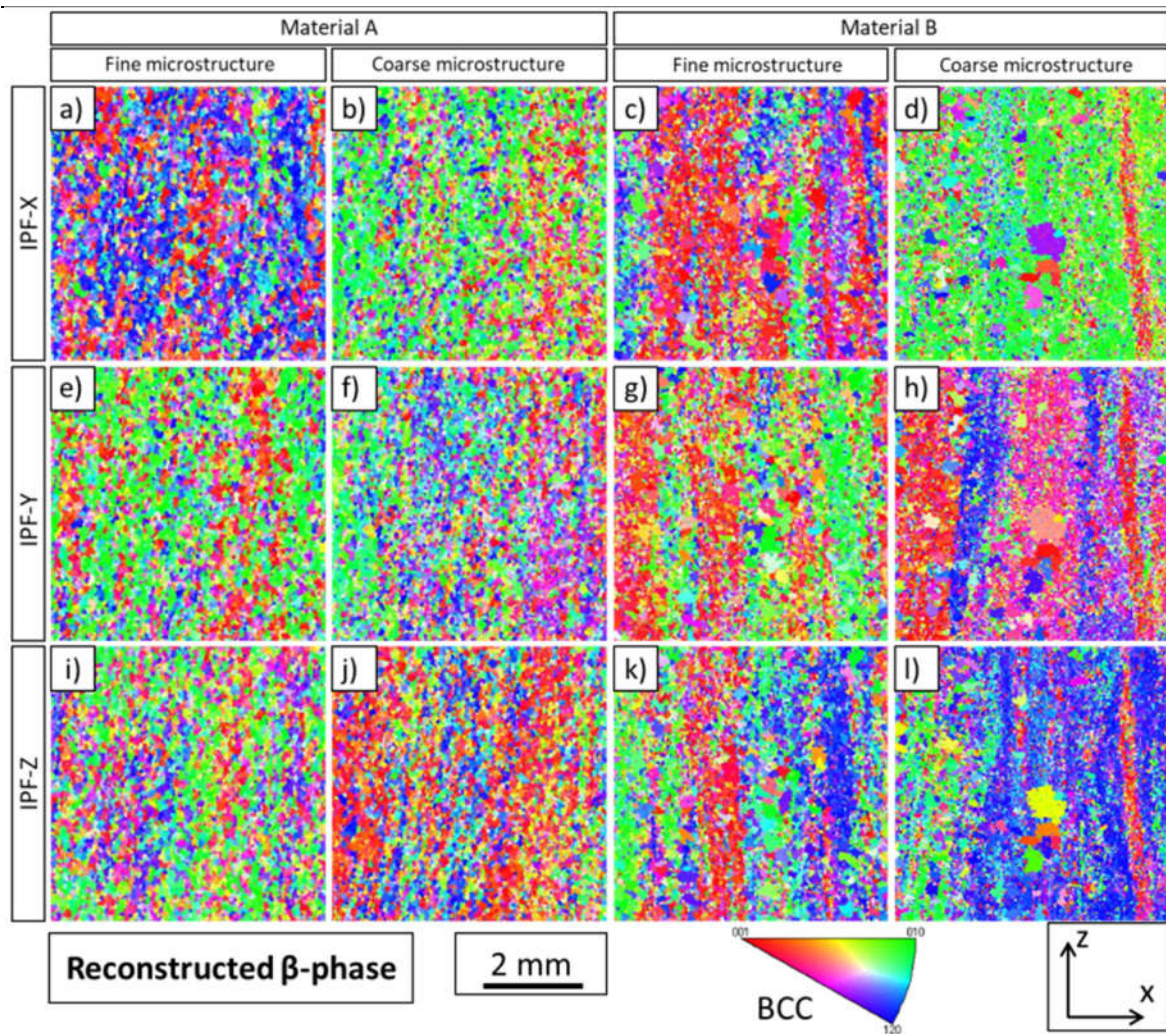 Material A
Material B
Fine microstructure
Coarse microstructure
Fine microstructure
Coarse microstructure
IPF-X
a)
b)
c)
d)
IPF-Y
e)
f)
g)
h)
IPF-Z
i)
j)
k)
l)
Reconstructed β-phase
2 mm
001
010
BCC
120
Z
X